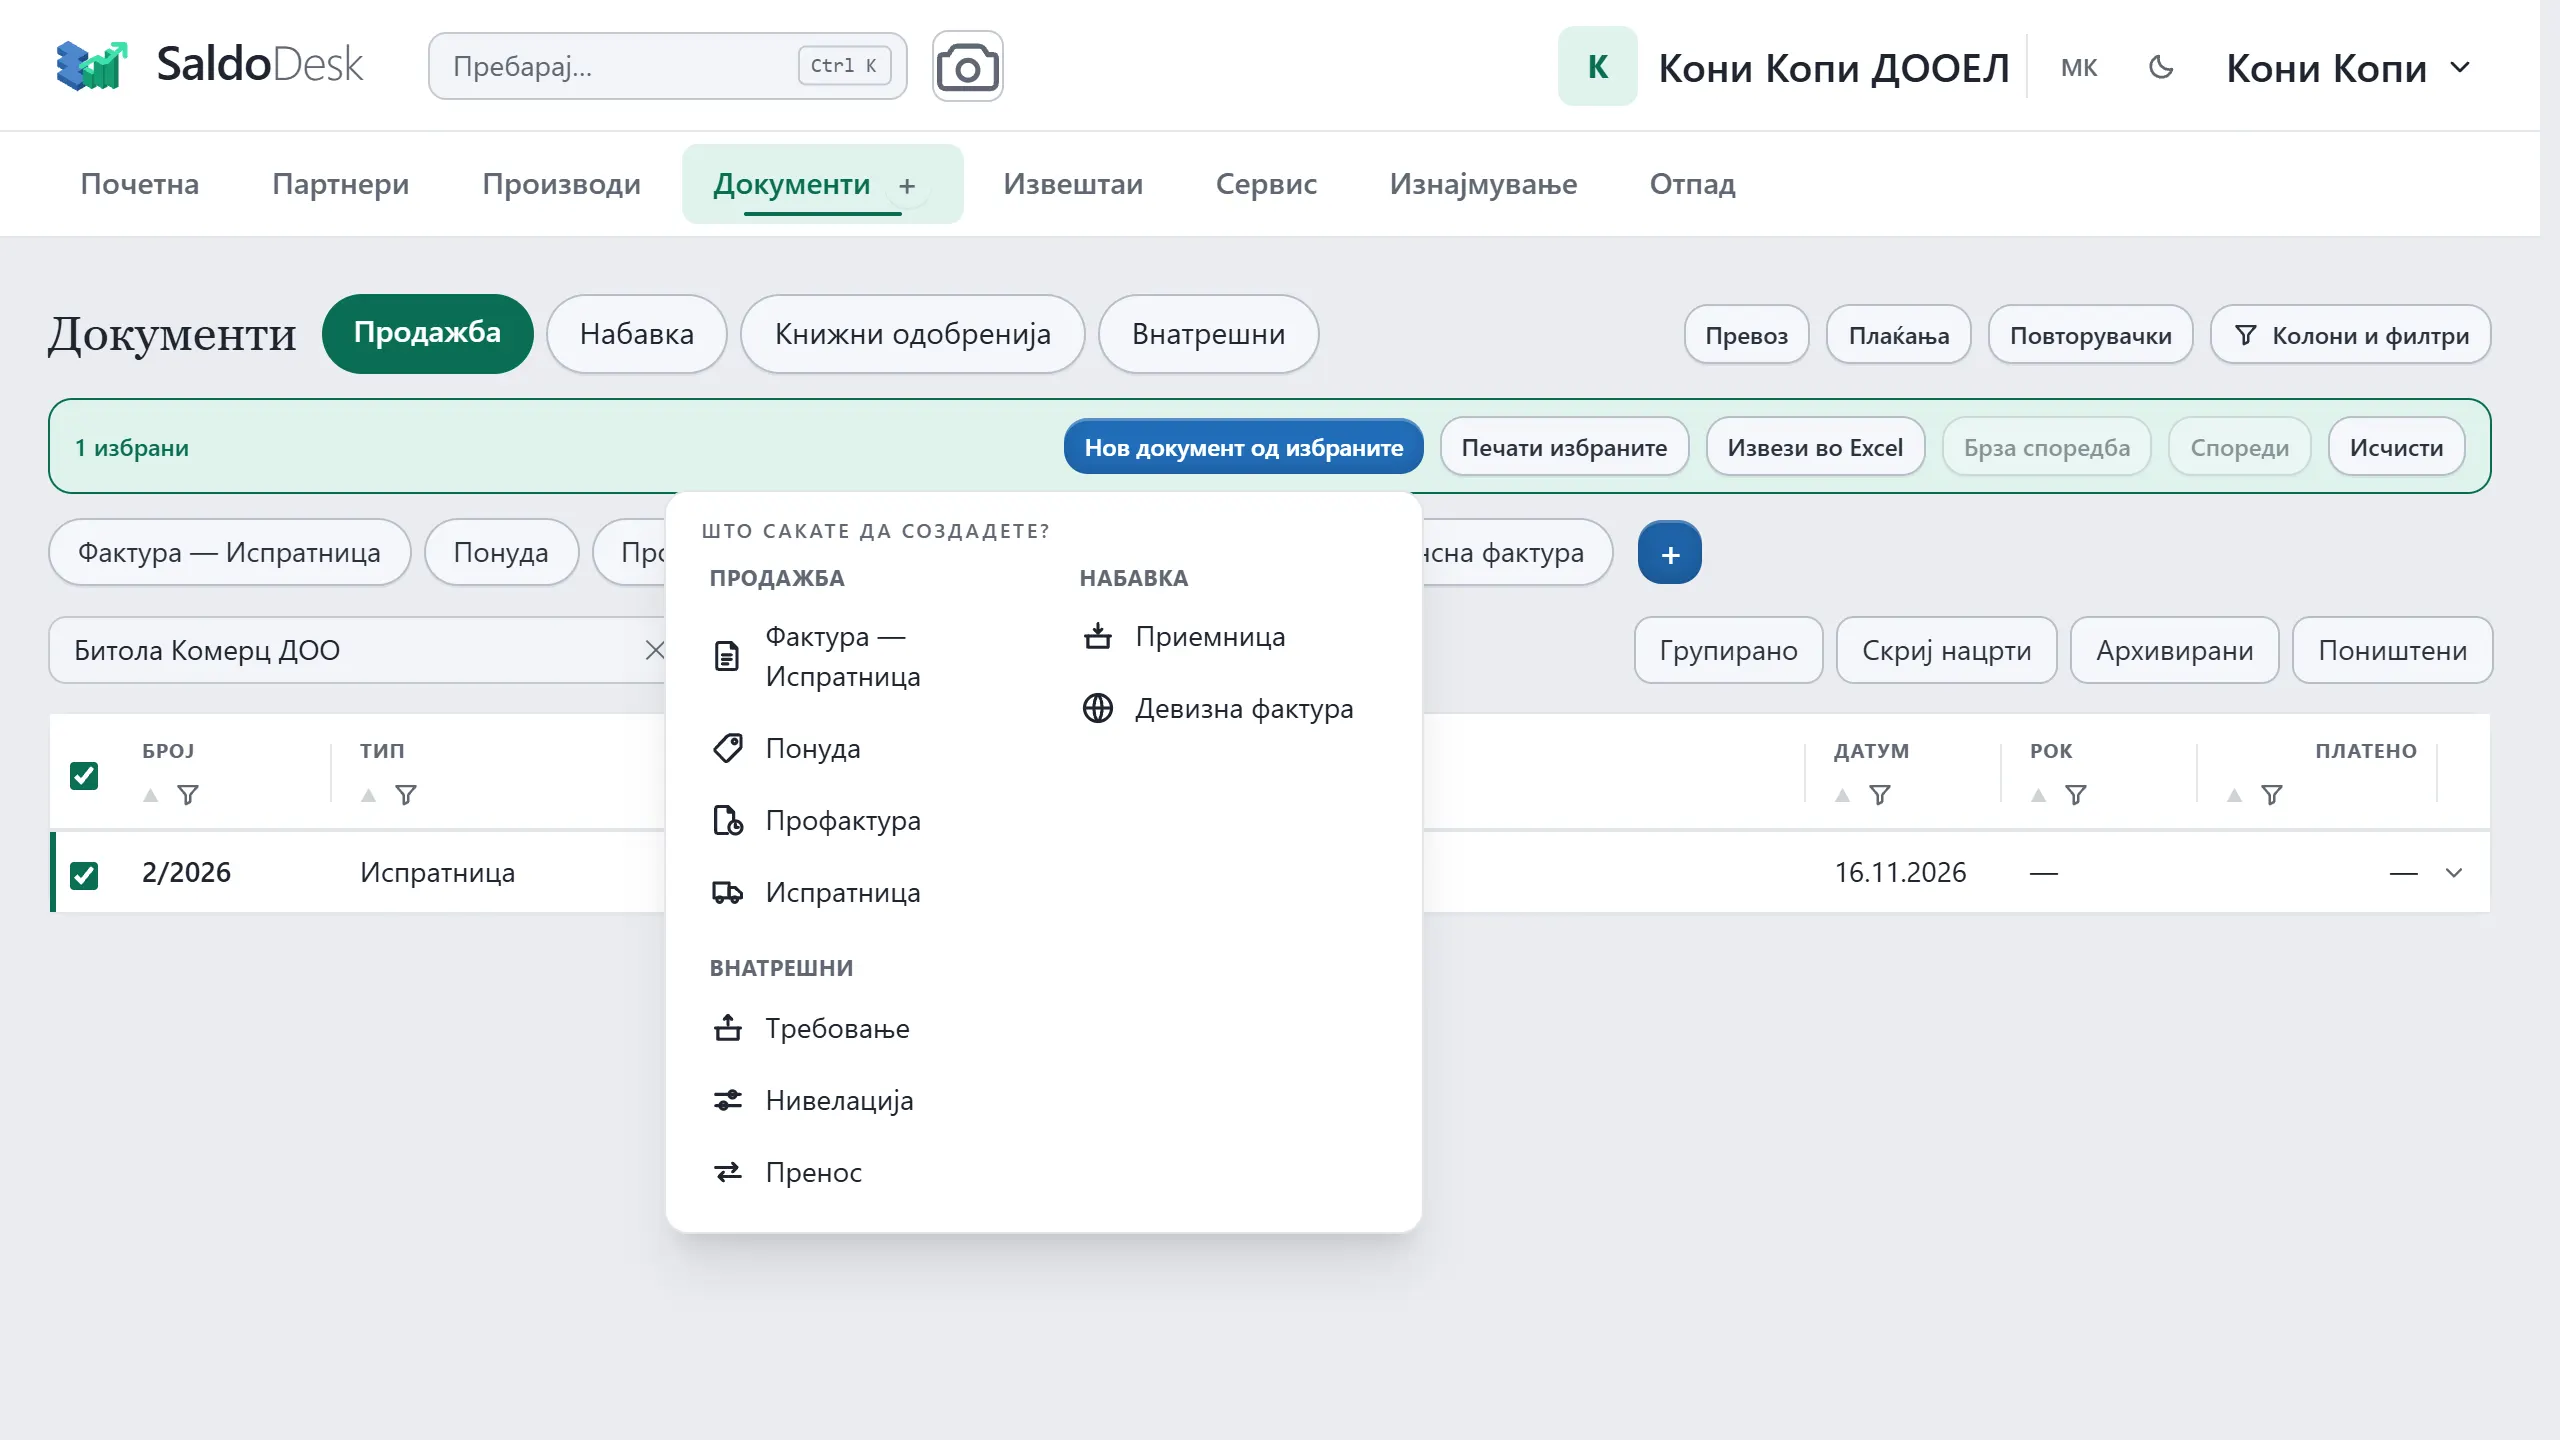 SaldoDesk
Пребарај... Ctrl K
К Кони Копи ДООЕЛ МК Кони Копи
Почетна Партнери Производи Документи + Извештаи Сервис Изнајмување Отпад
Документи Продажба Набавка Книжни одобренија Внатрешни Превоз Плаќања Повторувачки Колони и филтри
1 избрани Нов документ од избраните Печати избраните Извези во Excel Брза споредба Спореди Исчисти
Фактура — Испратница Понуда фактура +
ШТО САКАТЕ ДА СОЗДАДЕТЕ?
ПРОДАЖБА
Фактура —
Испратница
Понуда
Профактура
Испратница
ВНАТРЕШНИ
Требовање
Нивелација
Пренос
НАБАВКА
Приемница
Девизна фактура
Битола Комерц ДОО Групирано Скриј нацрти Архивирани Поништени
БРОЈ ТИП ДАТУМ РОК ПЛАТЕНО
2/2026 Испратница 16.11.2026 — —